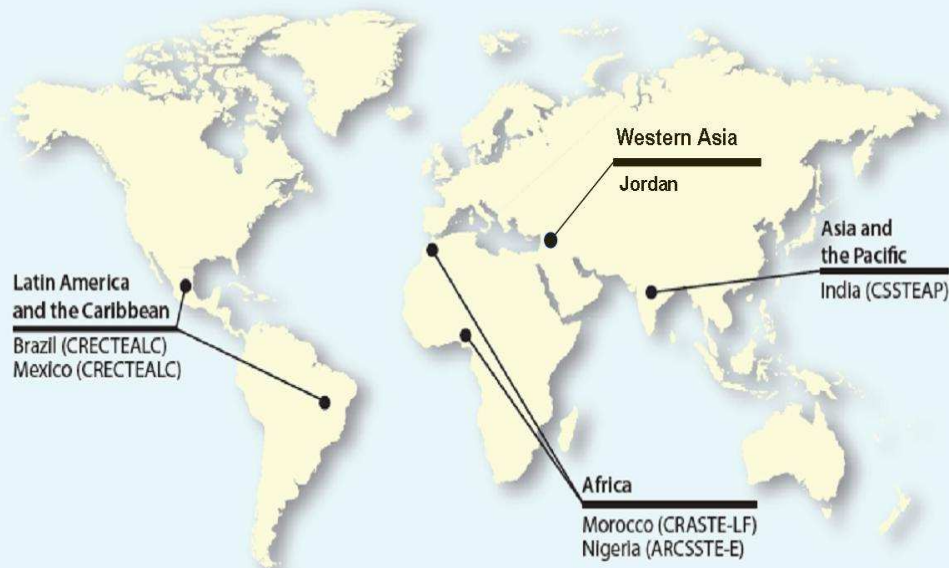 Western Asia
Jordan
Asia and
the Pacific
India (CSSTEAP)
Latin America
and the Caribbean
Brazil (CRECTEALC)
Mexico (CRECTEALC)
Africa
Morocco (CRASTE-LF)
Nigeria (ARCSSTE-E)